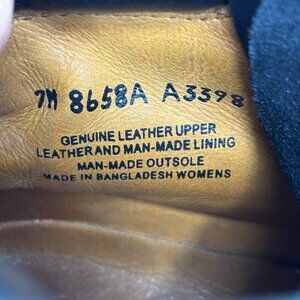 7M 8658A A3398
GENUINE LEATHER UPPER
LEATHER AND MAN-MADE LINING
MAN-MADE OUTSOLE
MADE IN BANGLADESH WOMENS